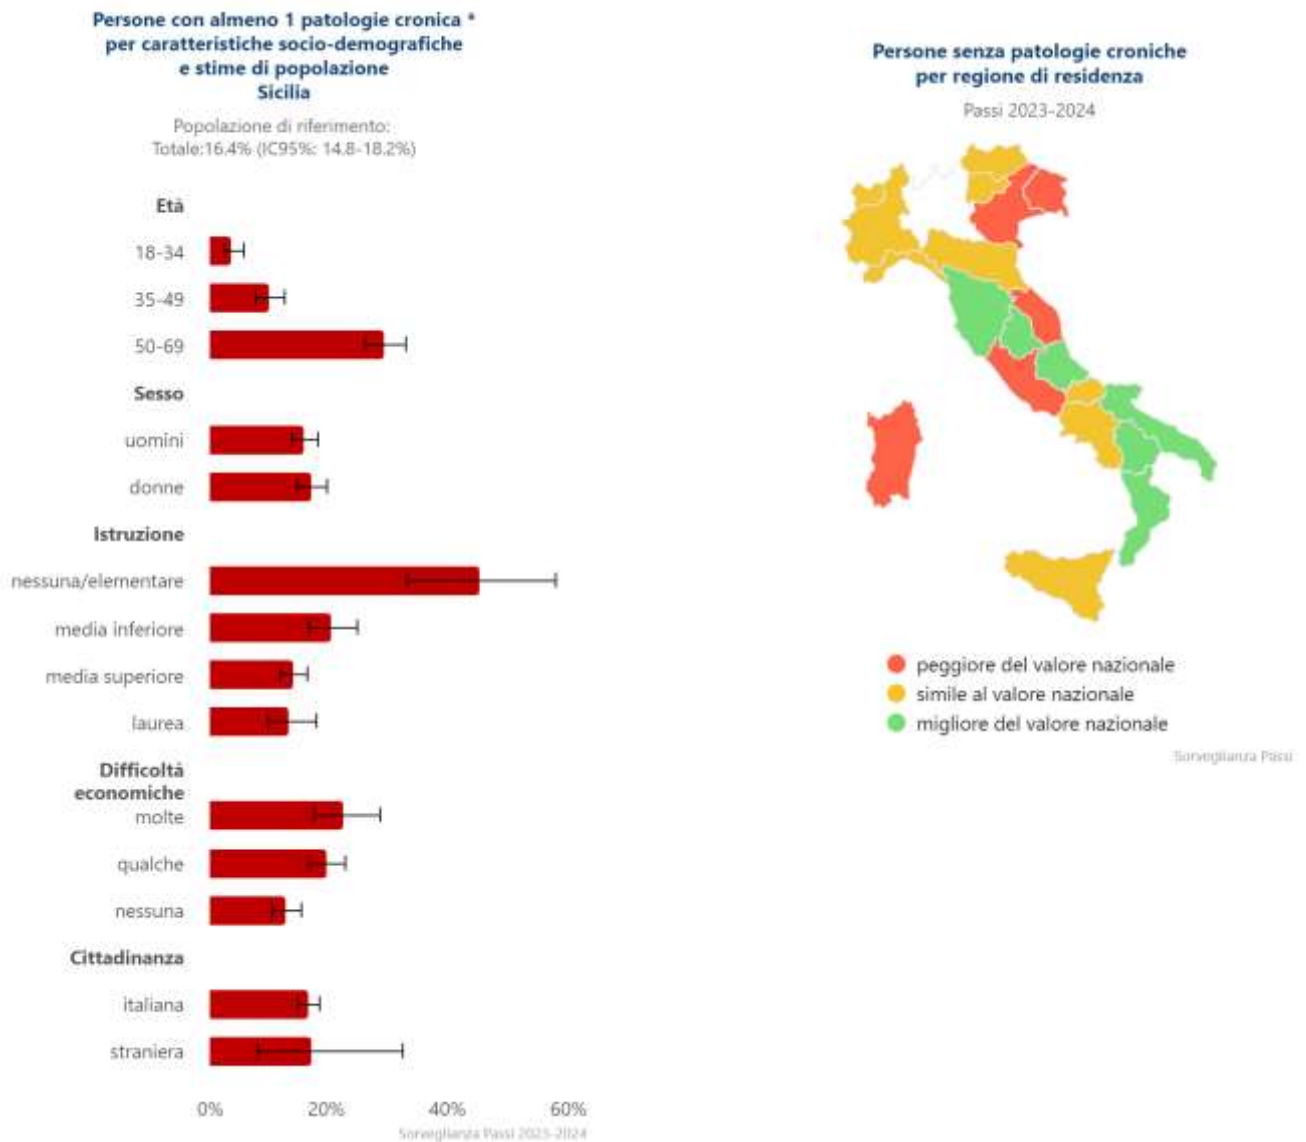 Persone con almeno 1 patologie cronica *
per caratteristiche socio-demografiche
e stime di popolazione
Sicilia
Popolazione di riferimento:
Totale:16.4% (IC95%: 14.8-18.2%)
Età
18-34
35-49
50-69
Sesso
uomini
donne
Istruzione
nessuna/elementare
media inferiore
media superiore
laurea
Difficoltà
economiche
molte
qualche
nessuna
Cittadinanza
italiana
straniera
0% 20% 40% 60%
Sorveglianza Passi 2023-2024
Persone senza patologie croniche
per regione di residenza
Passi 2023-2024
peggiore del valore nazionale
simile al valore nazionale
migliore del valore nazionale
Sorveglianza Passi